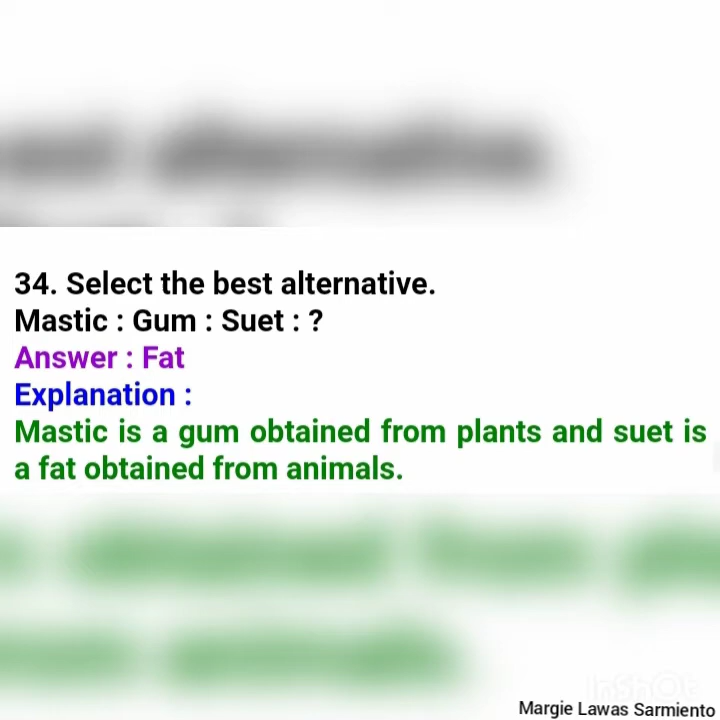 34. Select the best alternative.
Mastic : Gum : Suet : ?
Answer : Fat
Explanation :
Mastic is a gum obtained from plants and suet is
a fat obtained from animals.
InShOt
Margie Lawas Sarmiento